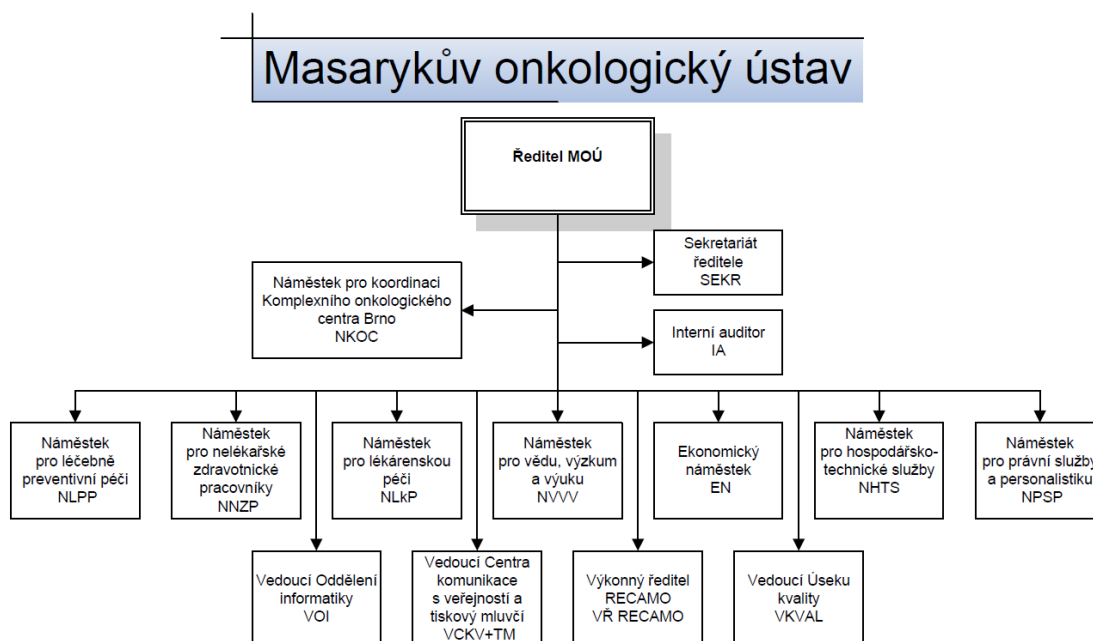 Masarykův onkologický ústav
Ředitel MOÚ
Sekretariát
ředitele
SEKR
Náměstek pro koordinaci
Komplexního onkologického
centra Brno
NKOC
Interní auditor
IA
Náměstek
pro léčebně
preventivní péči
NLPP
Náměstek
pro nelékařské
zdravotnické
pracovníky
NNZP
Náměstek
pro lékárenskou
péči
NLkP
Náměstek
pro vědu, výzkum
a výuku
NVVV
Ekonomický
náměstek
EN
Náměstek
pro hospodářsko-
technické služby
NHTS
Náměstek
pro právní služby
a personalistiku
NPSP
Vedoucí Oddělení
informatiky
VOI
Vedoucí Centra
komunikace
s veřejností a
tiskový mluvčí
VCKV+TM
Výkonný ředitel
RECAMO
VŘ RECAMO
Vedoucí Úseku
kvality
VKVAL